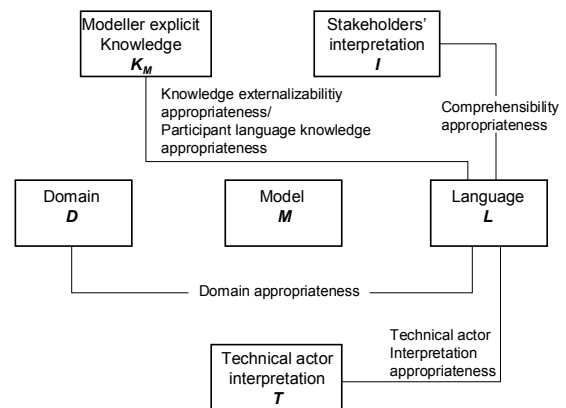 Modeller explicit
Knowledge
K_M
Stakeholders'
interpretation
I
Knowledge externalizabilitiy
appropriateness/
Participant language knowledge
appropriateness
Comprehensibility
appropriateness
Domain
D
Model
M
Language
L
Domain appropriateness
Technical actor
Interpretation
appropriateness
Technical actor
interpretation
T